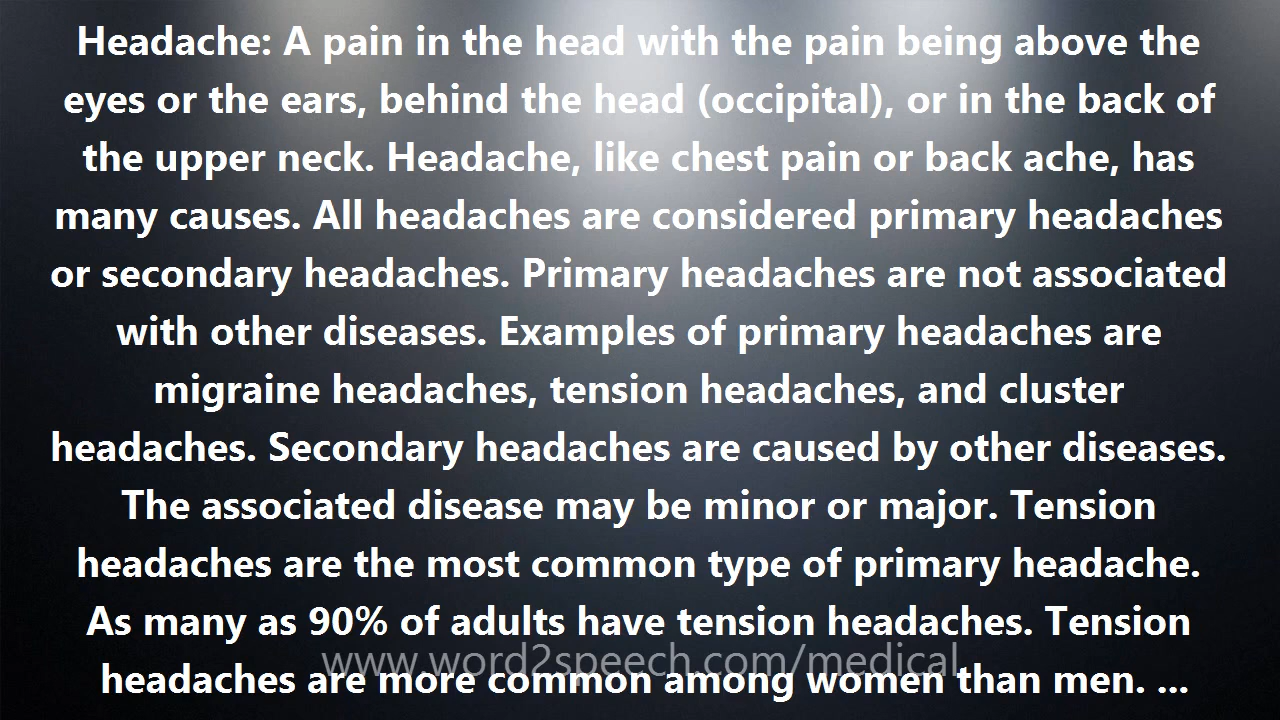 Headache: A pain in the head with the pain being above the
eyes or the ears, behind the head (occipital), or in the back of
the upper neck. Headache, like chest pain or back ache, has
many causes. All headaches are considered primary headaches
or secondary headaches. Primary headaches are not associated
with other diseases. Examples of primary headaches are
migraine headaches, tension headaches, and cluster
headaches. Secondary headaches are caused by other diseases.
The associated disease may be minor or major. Tension
headaches are the most common type of primary headache.
As many as 90% of adults have tension headaches. Tension
www.word2speech.com/medical
headaches are more common among women than men. ...